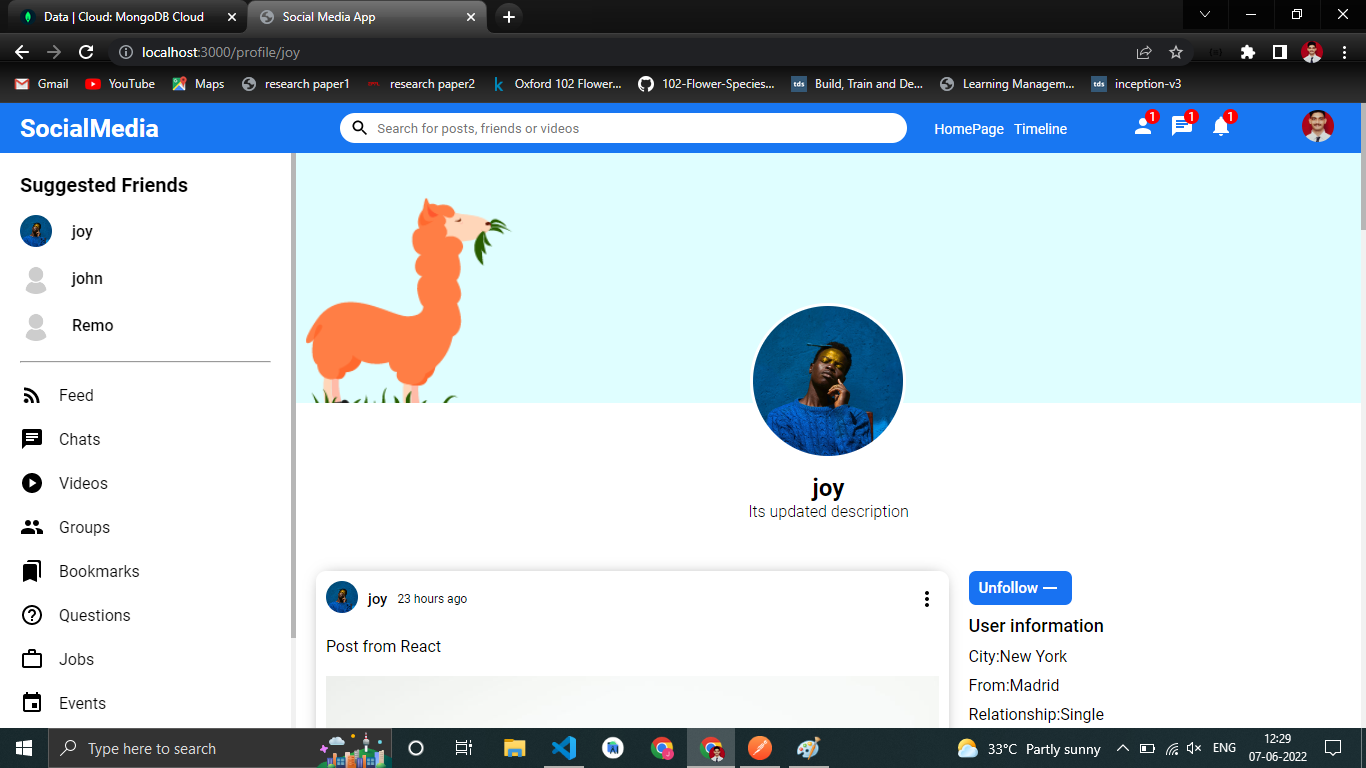 Data | Cloud: MongoDB Cloud
Social Media App
localhost:3000/profile/joy
Gmail
YouTube
Maps
research paper1
research paper2
Oxford 102 Flower...
102-Flower-Species...
tds
Build, Train and De...
Learning Managem...
tds
inception-v3
SocialMedia
Search for posts, friends or videos
HomePage
Timeline
1
1
1
Suggested Friends
joy
john
Remo
Feed
Chats
Videos
Groups
Bookmarks
Questions
Jobs
Events
joy
Its updated description
joy 23 hours ago
Post from React
Unfollow
User information
City:New York
From:Madrid
Relationship:Single
Type here to search
33°C Partly sunny
ENG
12:29
07-06-2022